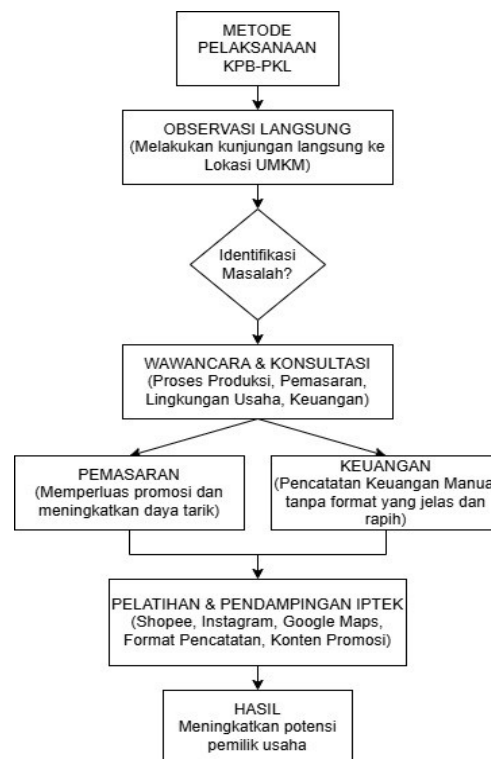 METODE
PELAKSANAAN
KPB-PKL
OBSERVASI LANGSUNG
(Melakukan kunjungan langsung ke
Lokasi UMKM)
Identifikasi
Masalah?
WAWANCARA & KONSULTASI
(Proses Produksi, Pemasaran,
Lingkungan Usaha, Keuangan)
PEMASARAN
(Memperluas promosi dan
meningkatkan daya tarik)
KEUANGAN
(Pencatatan Keuangan Manua
tanpa format yang jelas dan
rapih)
PELATIHAN & PENDAMPINGAN IPTEK
(Shopee, Instagram, Google Maps,
Format Pencatatan, Konten Promosi)
HASIL
Meningkatkan potensi
pemilik usaha